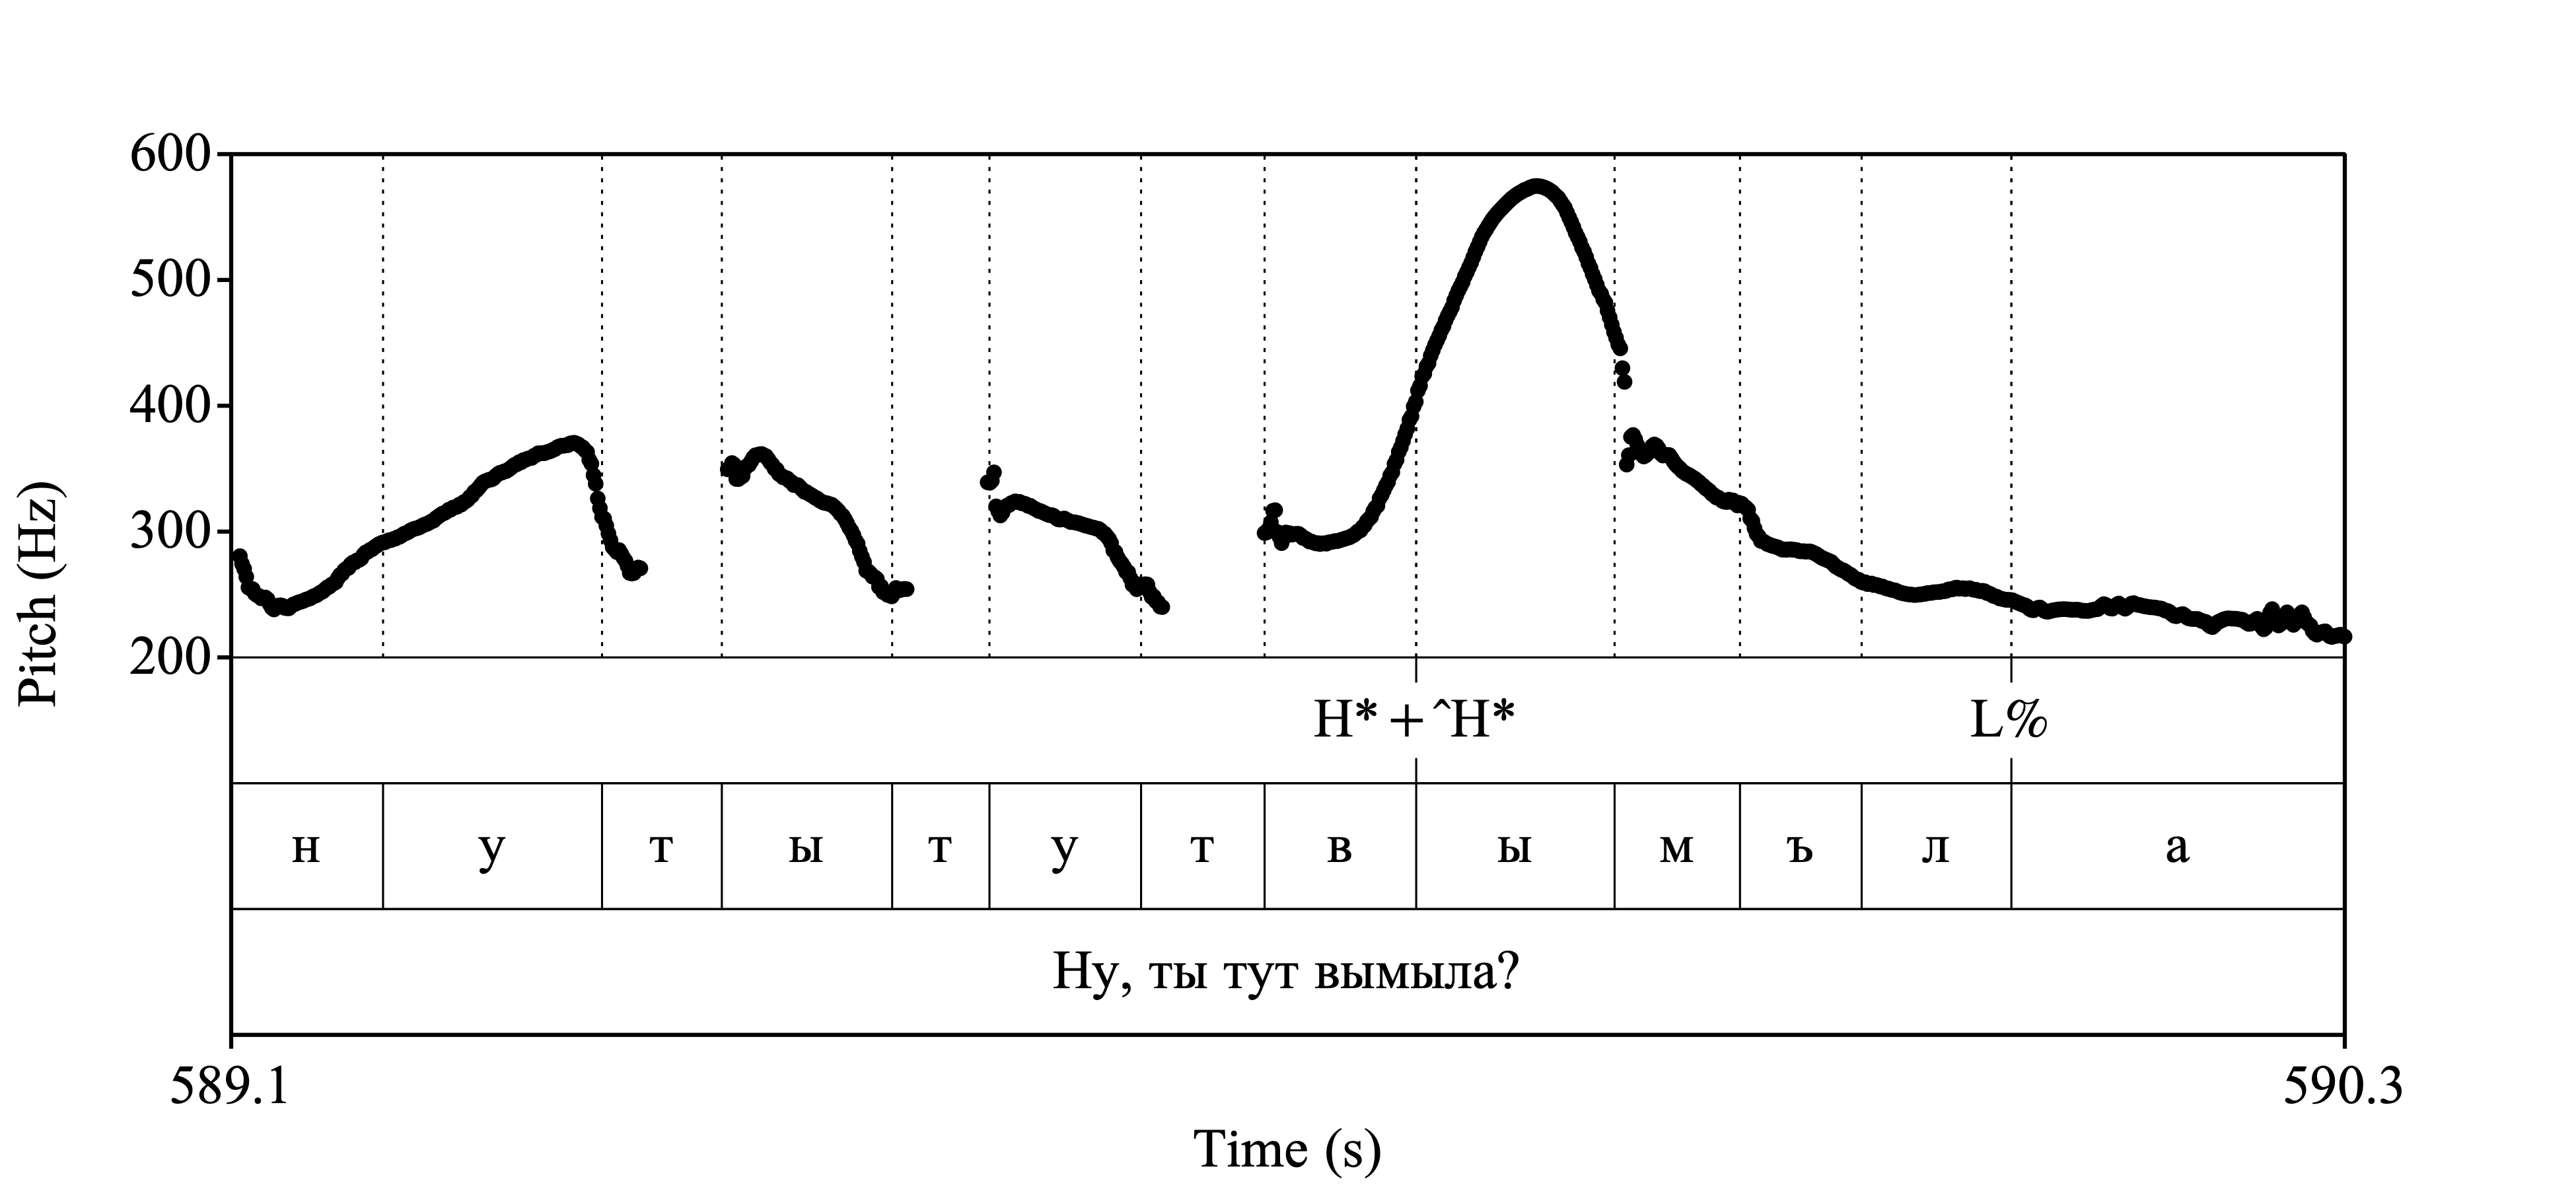 600
500
400
300
200
Pitch (Hz)
H* + ^H* L%
н у т ы т у т в ы м ъ л а
Ну, ты тут вымыла?
589.1 590.3
Time (s)